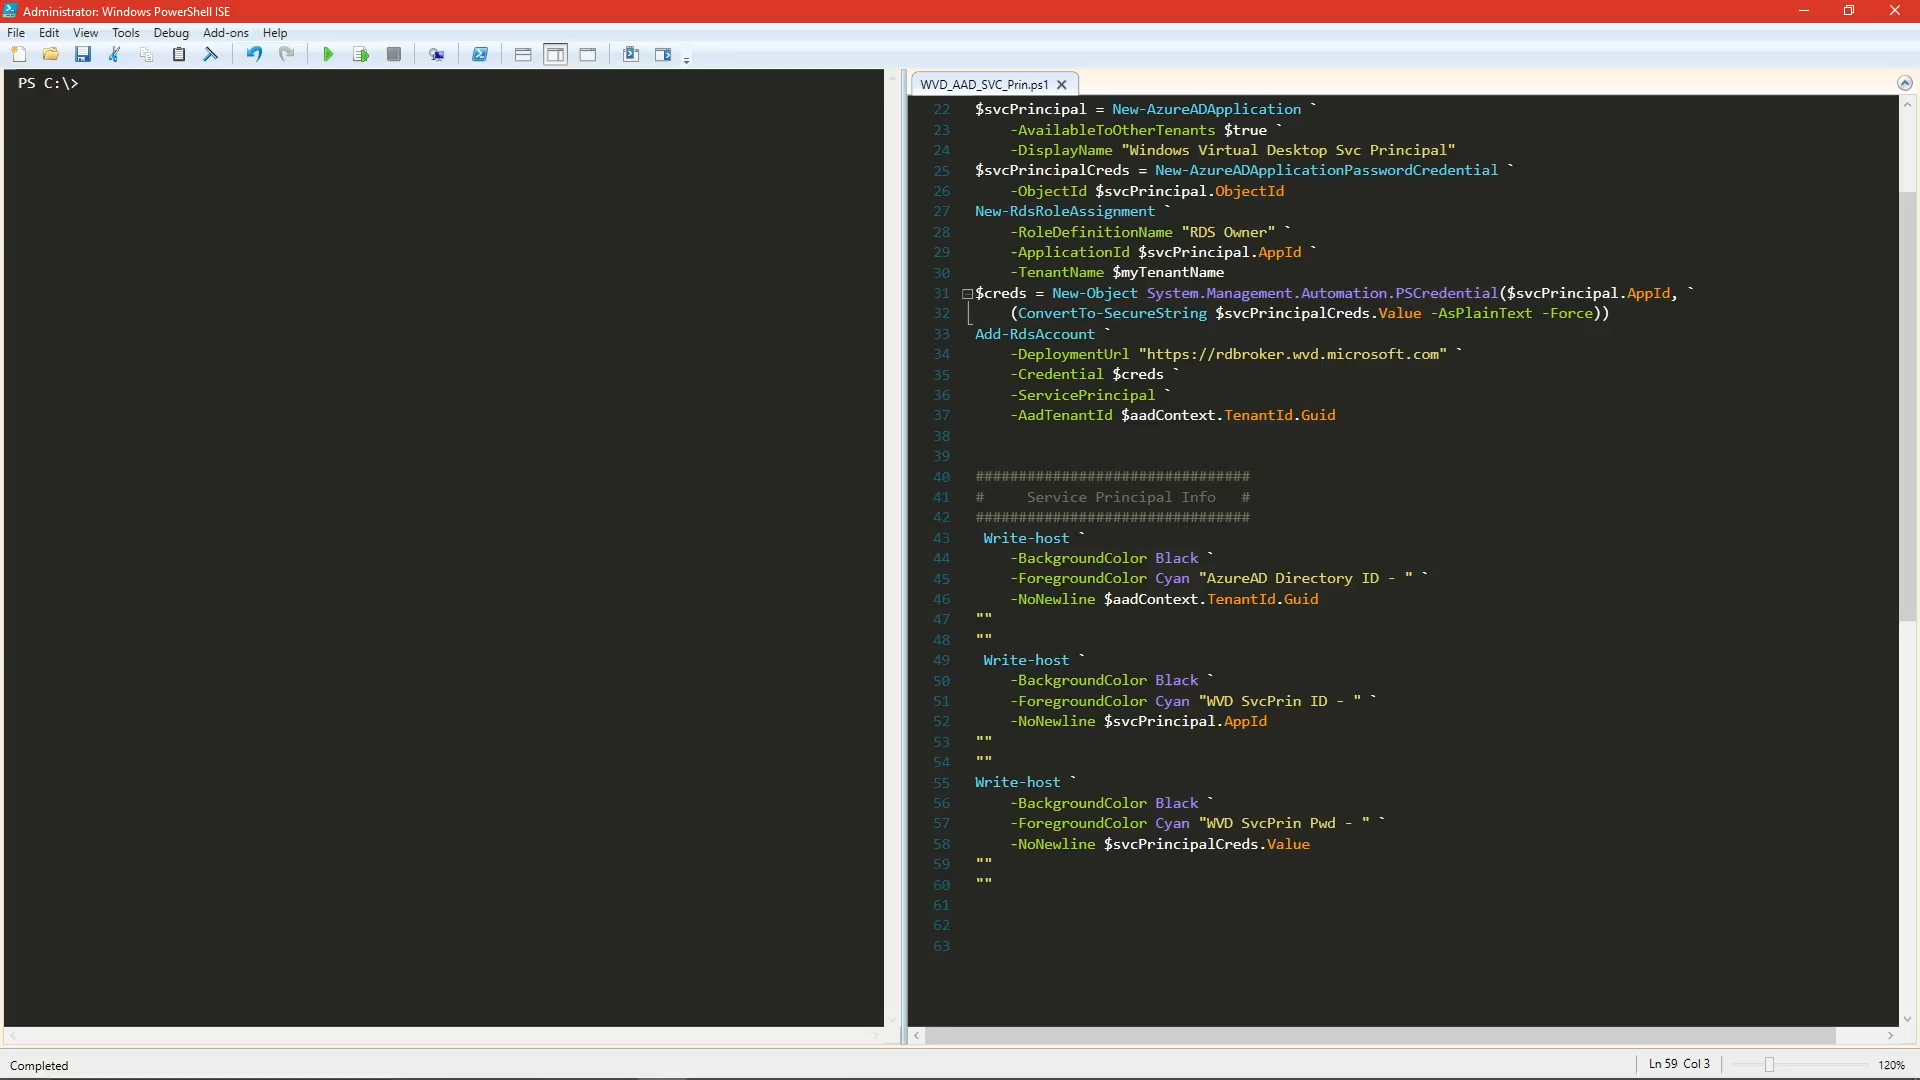 Administrator: Windows PowerShell ISE
File Edit View Tools Debug Add-ons Help
PS C:\>
WVD_AAD_SVC_Prin.ps1
22 $svcPrincipal = New-AzureADApplication `
23     -AvailableToOtherTenants $true `
24     -DisplayName "Windows Virtual Desktop Svc Principal"
25 $svcPrincipalCreds = New-AzureADApplicationPasswordCredential `
26     -ObjectId $svcPrincipal.ObjectId
27 New-RdsRoleAssignment `
28     -RoleDefinitionName "RDS Owner" `
29     -ApplicationId $svcPrincipal.AppId `
30     -TenantName $myTenantName
31 $creds = New-Object System.Management.Automation.PSCredential($svcPrincipal.AppId, `
32     (ConvertTo-SecureString $svcPrincipalCreds.Value -AsPlainText -Force))
33 Add-RdsAccount `
34     -DeploymentUrl "https://rdbroker.wvd.microsoft.com" `
35     -Credential $creds `
36     -ServicePrincipal `
37     -AadTenantId $aadContext.TenantId.Guid
38
39
40 ################################
41 #     Service Principal Info   #
42 ################################
43  Write-host `
44     -BackgroundColor Black `
45     -ForegroundColor Cyan "AzureAD Directory ID - " `
46     -NoNewline $aadContext.TenantId.Guid
47 ""
48 ""
49  Write-host `
50     -BackgroundColor Black `
51     -ForegroundColor Cyan "WVD SvcPrin ID - " `
52     -NoNewline $svcPrincipal.AppId
53 ""
54 ""
55 Write-host `
56     -BackgroundColor Black `
57     -ForegroundColor Cyan "WVD SvcPrin Pwd - " `
58     -NoNewline $svcPrincipalCreds.Value
59 ""
60 ""
61
62
63
Completed
Ln 59 Col 3
120%